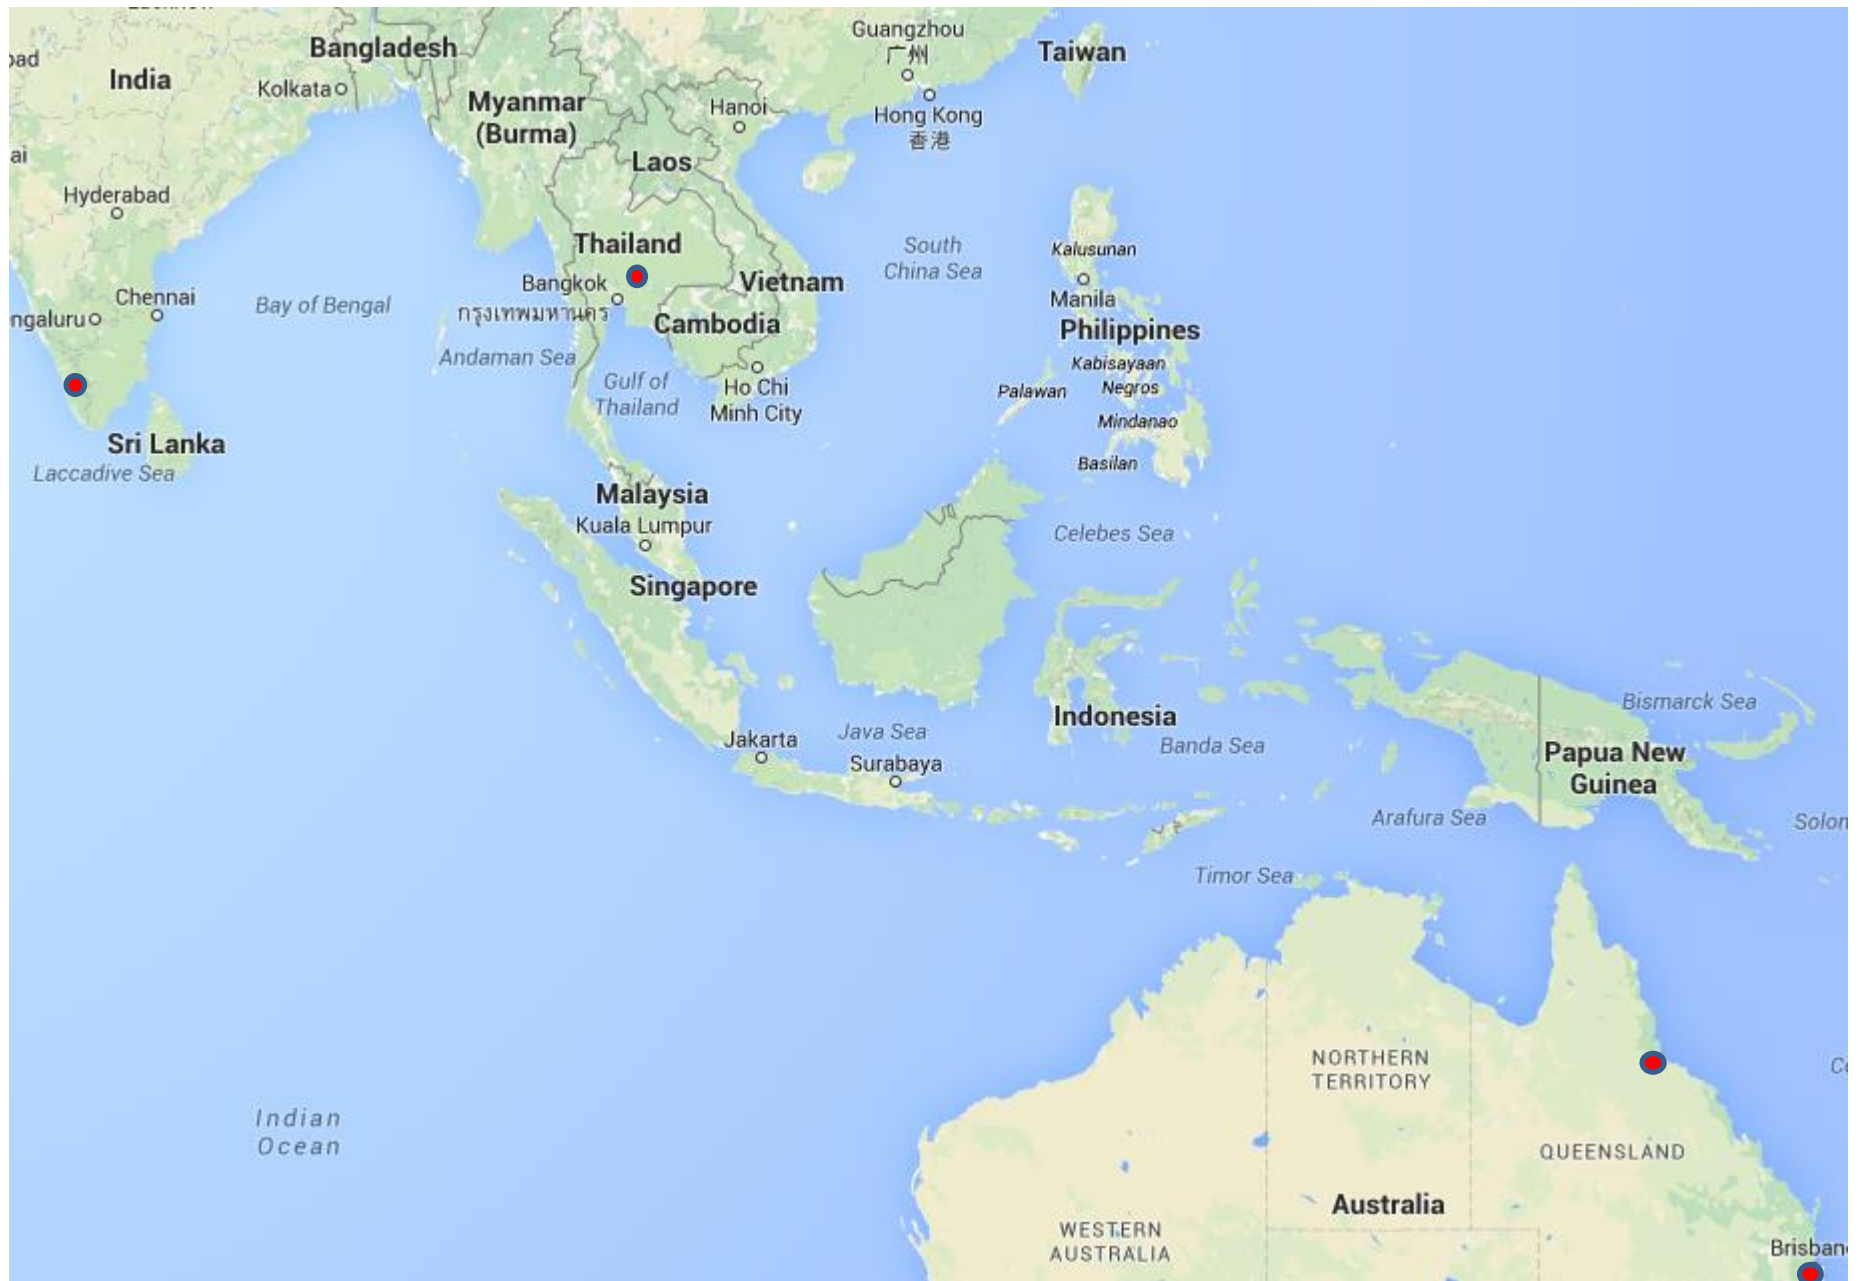 Bangladesh
India
Kolkata
Myanmar
(Burma)
Hanoi
Laos
Guangzhou
广州
Hong Kong
香港
Taiwan
ai
Hyderabad
Thailand
Bangkok
กรุงเทพมหานคร
Vietnam
Cambodia
Ho Chi
Minh City
South
China Sea
Kalusunan
Manila
Philippines
Kabisayaan
Palawan
Negros
Mindanao
Basilan
Chennai
ngaluru
Bay of Bengal
Andaman Sea
Gulf of
Thailand
Sri Lanka
Laccadive Sea
Malaysia
Kuala Lumpur
Singapore
Celebes Sea
Indonesia
Jakarta
Java Sea
Surabaya
Banda Sea
Bismarck Sea
Papua New
Guinea
Arafura Sea
Solon
Timor Sea
Indian
Ocean
NORTHERN
TERRITORY
QUEENSLAND
Australia
WESTERN
AUSTRALIA
Brisban